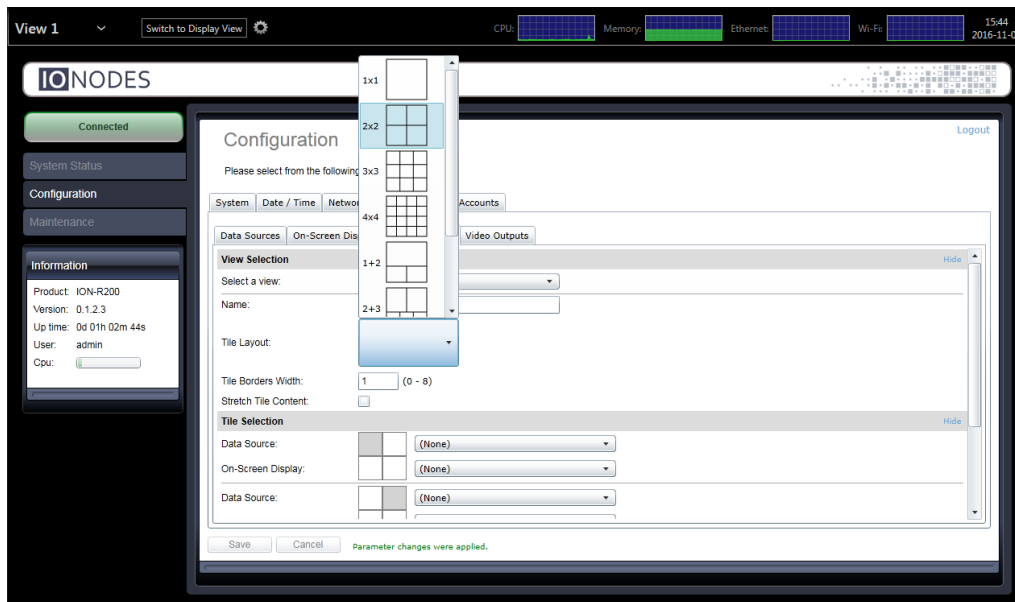 View 1
Switch to Display View
CPU:
Memory:
Ethernet:
Wi-Fi:
15:44
2016-11-0
IONODES
Connected
System Status
Configuration
Maintenance
Information
Product: ION-R200
Version: 0.1.2.3
Up time: 0d 01h 02m 44s
User: admin
Cpu:
Logout
Configuration
Please select from the following
System
Date / Time
Accounts
Data Sources
Video Outputs
1x1
2x2
3x3
4x4
1+2
2+3
View Selection
Hide
Select a view:
Name:
Tile Layout:
Tile Borders Width: 1 (0 - 8)
Stretch Tile Content:
Tile Selection
Hide
Data Source: (None)
On-Screen Display: (None)
Data Source: (None)
Save
Cancel
Parameter changes were applied.